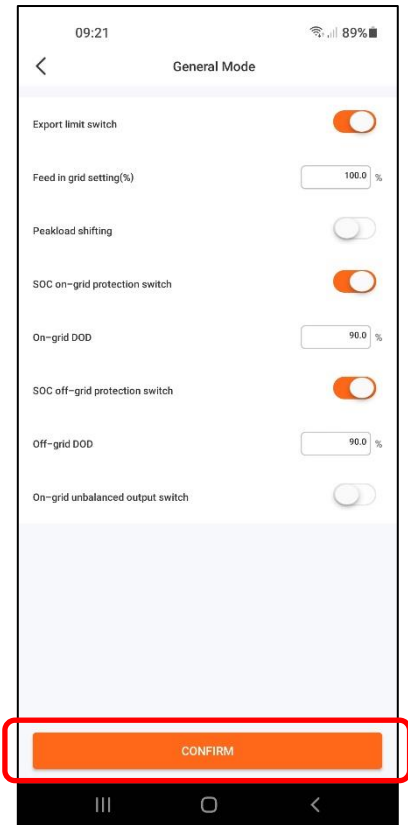 09:21 89%
General Mode
Export limit switch
Feed in grid setting(%) 100.0 %
Peakload shifting
SOC on-grid protection switch
On-grid DOD 90.0 %
SOC off-grid protection switch
Off-grid DOD 90.0 %
On-grid unbalanced output switch
CONFIRM